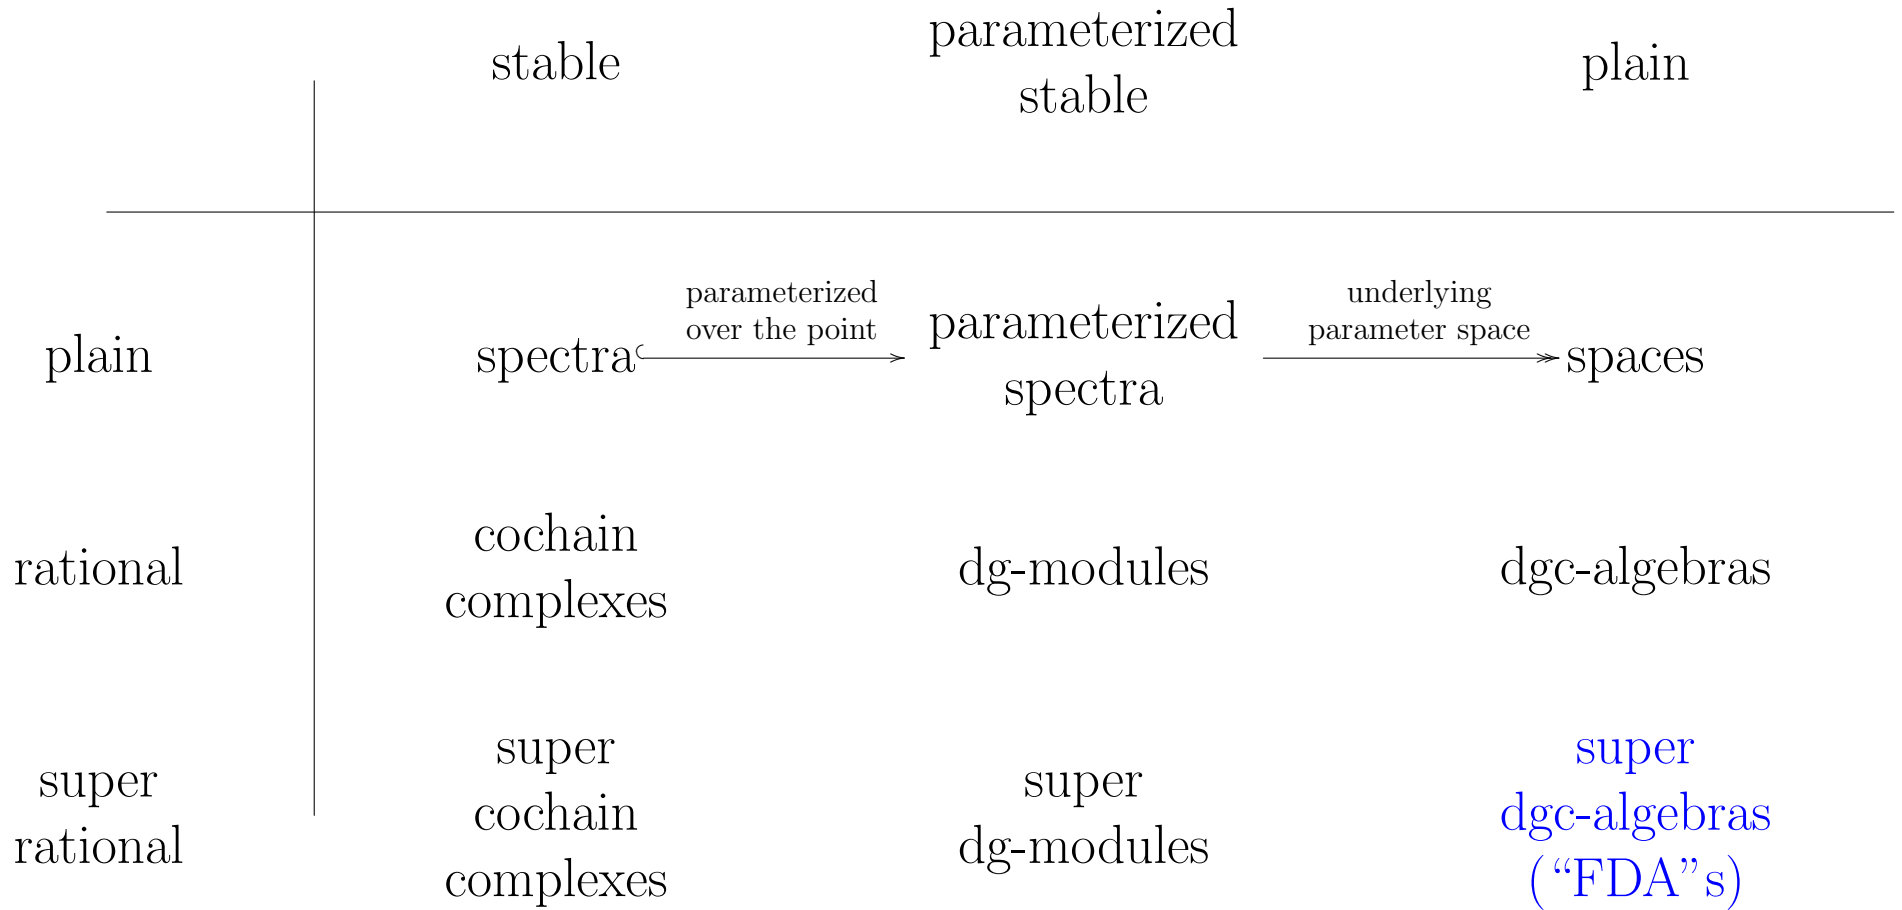 stable
parameterized
stable
plain
plain
spectra
parameterized
over the point
parameterized
spectra
underlying
parameter space
spaces
rational
cochain
complexes
dg-modules
dgc-algebras
super
rational
super
cochain
complexes
super
dg-modules
super
dgc-algebras
(“FDA”s)